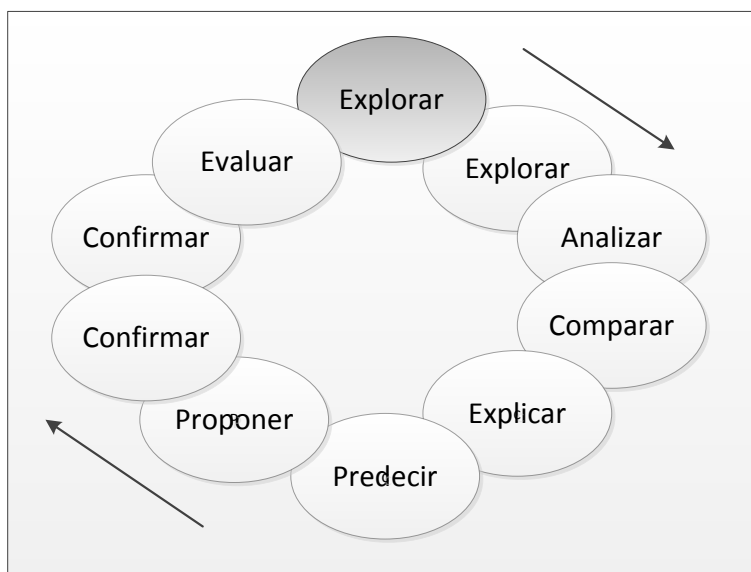 Explorar
Explorar
Analizar
Comparar
Explicar
Predecir
Proponer
Confirmar
Confirmar
Evaluar